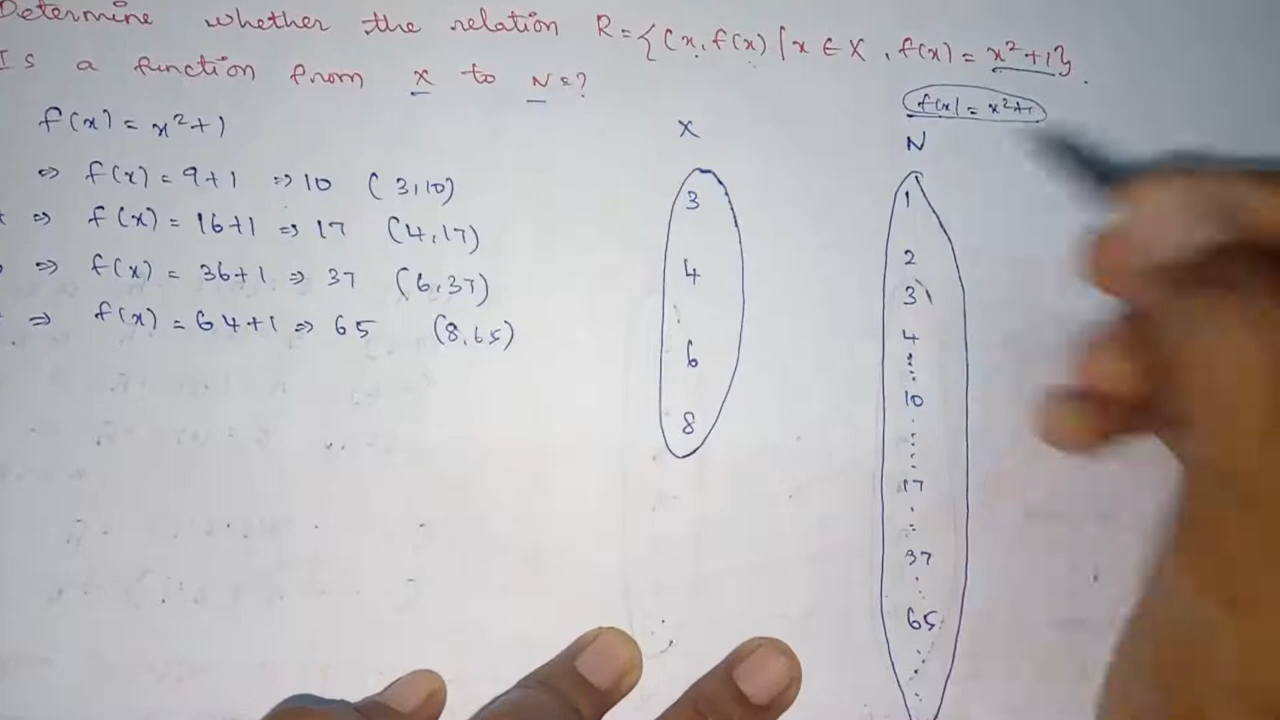 Determine whether the relation R={(x,f(x)|x∈X,f(x)=x²+1}.
Is a function from x to N=?
f(x)=x²+1
f(x)=x²+1
⇒ f(x)=9+1 ⇒10 (3,10)
⇒ f(x)=16+1 ⇒ 17 (4,17)
⇒ f(x)=36+1 ⇒ 37 (6,37)
⇒ f(x)=64+1 ⇒ 65 (8,65)
X
3
4
6
8
N
1
2
3
4
10
17
37
65